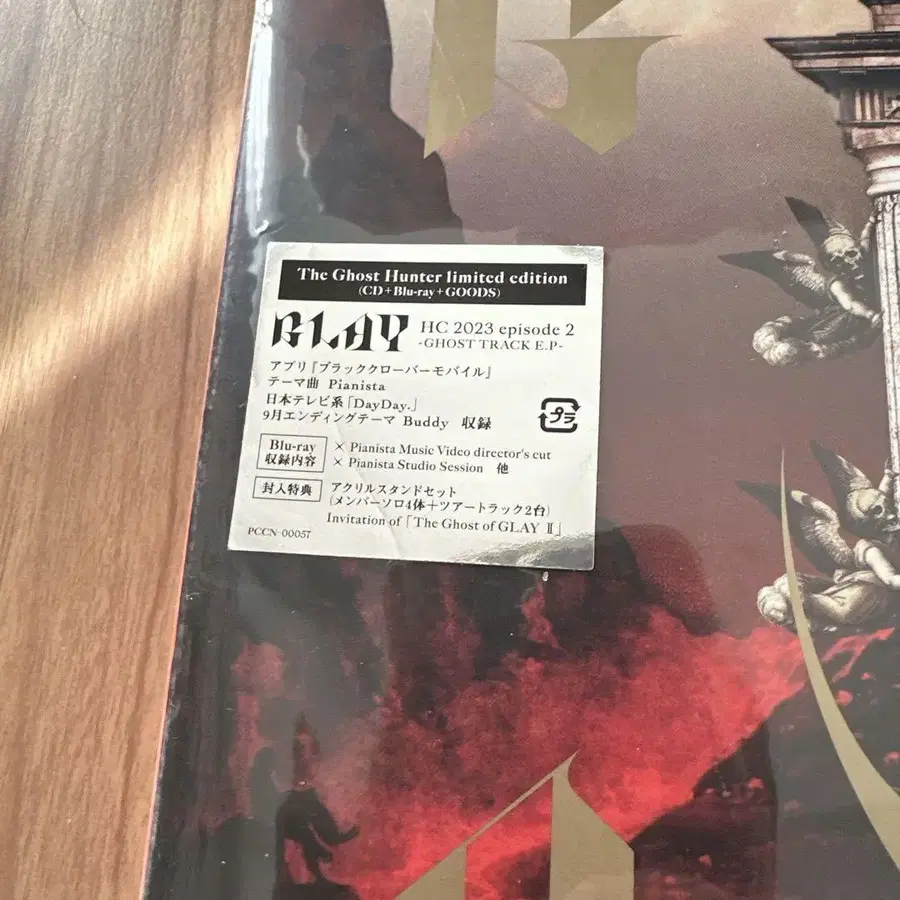 The Ghost Hunter limited edition
(CD+Blu-ray+GOODS)
GLAY HC 2023 episode 2
-GHOST TRACK E.P-
アプリ『ブラッククローバーモバイル』
テーマ曲 Pianista
日本テレビ系「DayDay.」
9月エンディングテーマ Buddy 収録
プラ
Blu-ray
収録内容
× Pianista Music Video director's cut
× Pianista Studio Session 他
封入特典
アクリルスタンドセット
(メンバーソロ4体+ツアートラック2台)
Invitation of「The Ghost of GLAY Ⅱ」
PCCN-00057